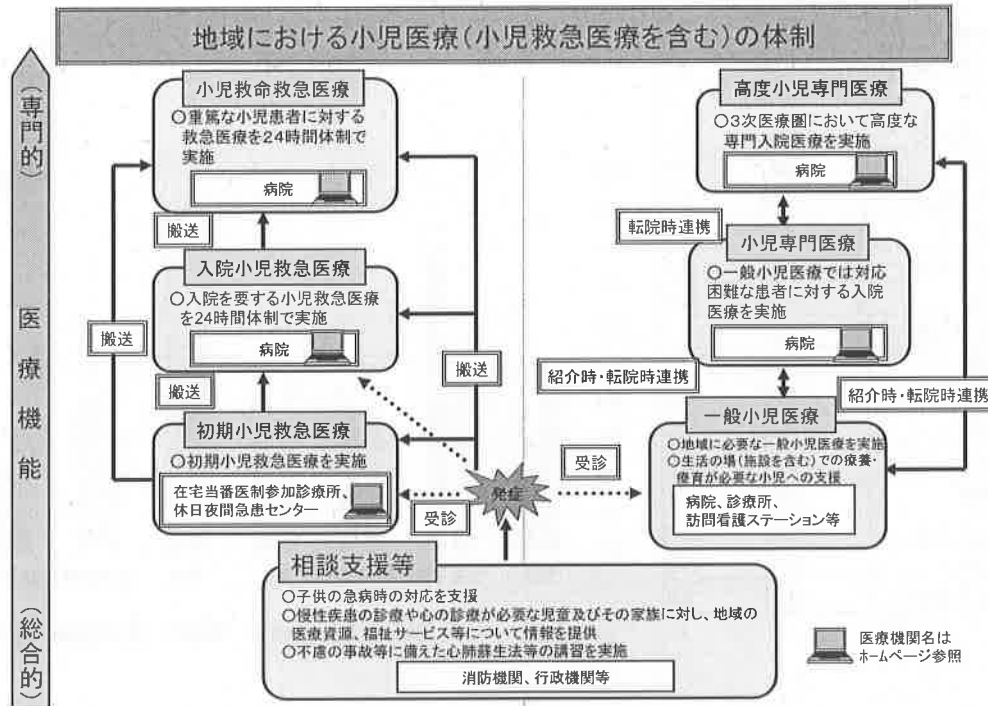 地域における小児医療(小児救急医療を含む)の体制
(専門的)
医療機能
(総合的)
小児救命救急医療
○重篤な小児患者に対する
救急医療を24時間体制で
実施
病院
搬送
入院小児救急医療
○入院を要する小児救急医療
を24時間体制で実施
病院
搬送
搬送
搬送
初期小児救急医療
○初期小児救急医療を実施
在宅当番医制参加診療所、
休日夜間急患センター
受診
発症
受診
高度小児専門医療
○3次医療圏において高度な
専門入院医療を実施
病院
転院時連携
小児専門医療
○一般小児医療では対応
困難な患者に対する入院
医療を実施
病院
紹介時・転院時連携
紹介時・転院時連携
一般小児医療
○地域に必要な一般小児医療を実施
○生活の場(施設を含む)での療養・
療育が必要な小児への支援
病院、診療所、
訪問看護ステーション等
相談支援等
○子供の急病時の対応を支援
○慢性疾患の診療や心の診療が必要な児童及びその家族に対し、地域の
医療資源、福祉サービス等について情報を提供
○不慮の事故等に備えた心肺蘇生法等の講習を実施
消防機関、行政機関等
医療機関名は
ホームページ参照